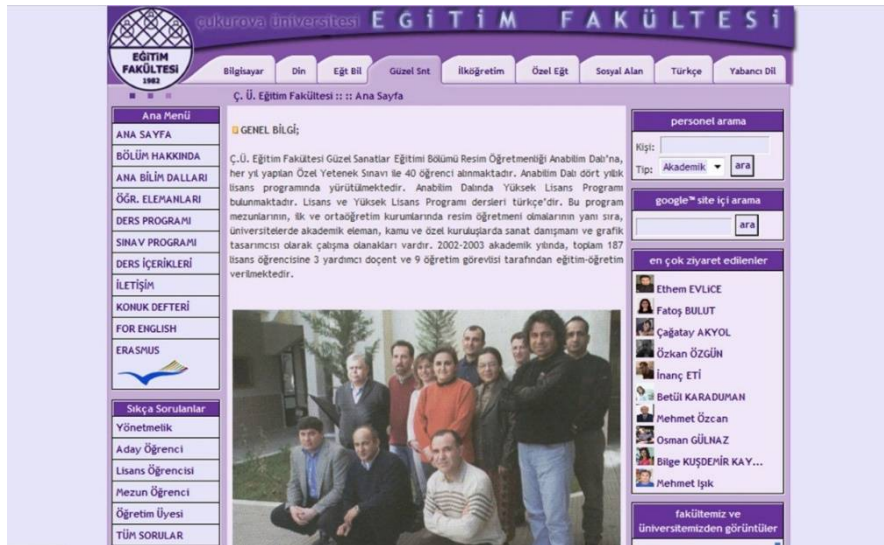 çukurova üniversitesi EĞİTİM FAKÜLTESİ
EĞİTİM
FAKÜLTESİ
1982
Bilgisayar
Din
Eğt Bil
Güzel Snt
İlköğretim
Özel Eğt
Sosyal Alan
Türkçe
Yabancı Dil
Ç. Ü. Eğitim Fakültesi :: :: Ana Sayfa
Ana Menü
ANA SAYFA
BÖLÜM HAKKINDA
ANA BİLİM DALLARI
ÖĞR. ELEMANLARI
DERS PROGRAMI
SINAV PROGRAMI
DERS İÇERİKLERİ
İLETİŞİM
KONUK DEFTERİ
FOR ENGLISH
ERASMUS
Sıkça Sorulanlar
Yönetmelik
Aday Öğrenci
Lisans Öğrencisi
Mezun Öğrenci
Öğretim Üyesi
TÜM SORULAR
GENEL BİLGİ;
Ç.Ü. Eğitim Fakültesi Güzel Sanatlar Eğitimi Bölümü Resim Öğretmenliği Anabilim Dalı'na,
her yıl yapılan Özel Yetenek Sınavı ile 40 öğrenci alınmaktadır. Anabilim Dalı dört yıllık
lisans programında yürütülmektedir. Anabilim Dalında Yüksek Lisans Programı
bulunmaktadır. Lisans ve Yüksek Lisans Programı dersleri türkçe'dir. Bu program
mezunlarının, ilk ve ortaöğretim kurumlarında resim öğretmeni olmalarının yanı sıra,
üniversitelerde akademik eleman, kamu ve özel kuruluşlarda sanat danışmanı ve grafik
tasarımcısı olarak çalışma olanakları vardır. 2002-2003 akademik yılında, toplam 187
lisans öğrencisine 3 yardımcı doçent ve 9 öğretim görevlisi tarafından eğitim-öğretim
verilmektedir.
personel arama
Kişi:
Tip: Akademik ara
google™ site içi arama
ara
en çok ziyaret edilenler
Ethem EVLİCE
Fatoş BULUT
Çağatay AKYOL
Özkan ÖZGÜN
İnanç ETİ
Betül KARADUMAN
Mehmet Özcan
Osman GÜLNAZ
Bilge KUŞDEMİR KAY...
Mehmet Işık
fakültemiz ve
üniversitemizden görüntüler